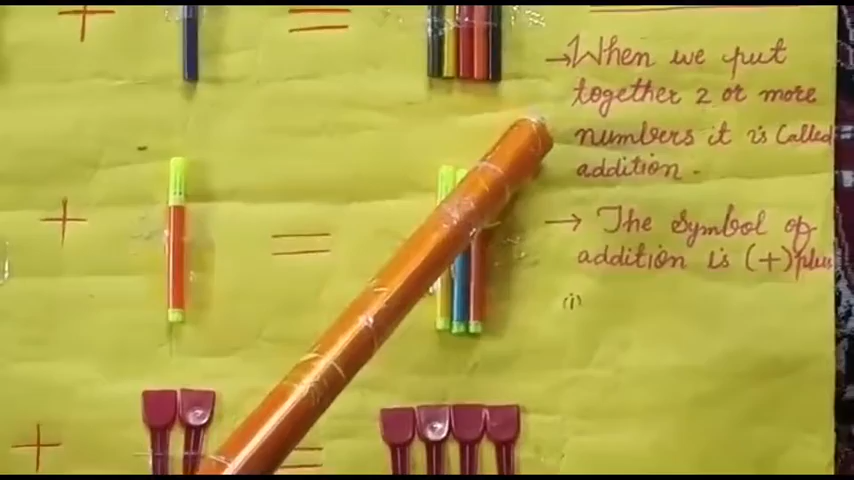 + =
→ When we put
together 2 or more
numbers it is Called
addition.
+ =
→ The symbol of
addition is (+) plus
(i)
+ =